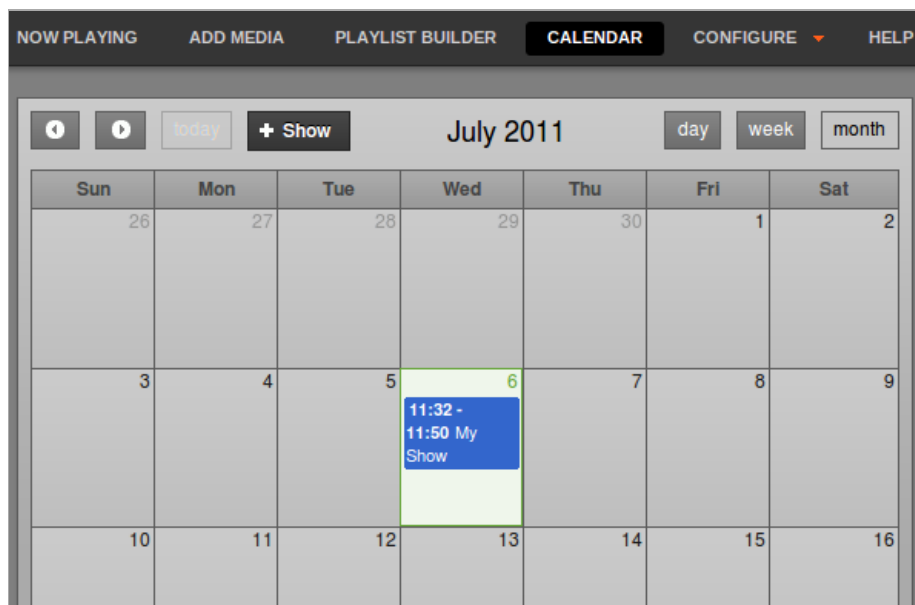 NOW PLAYING ADD MEDIA PLAYLIST BUILDER CALENDAR CONFIGURE HELP
today + Show July 2011 day week month
Sun Mon Tue Wed Thu Fri Sat
26 27 28 29 30 1 2
3 4 5 6 7 8 9
11:32 -
11:50 My
Show
10 11 12 13 14 15 16